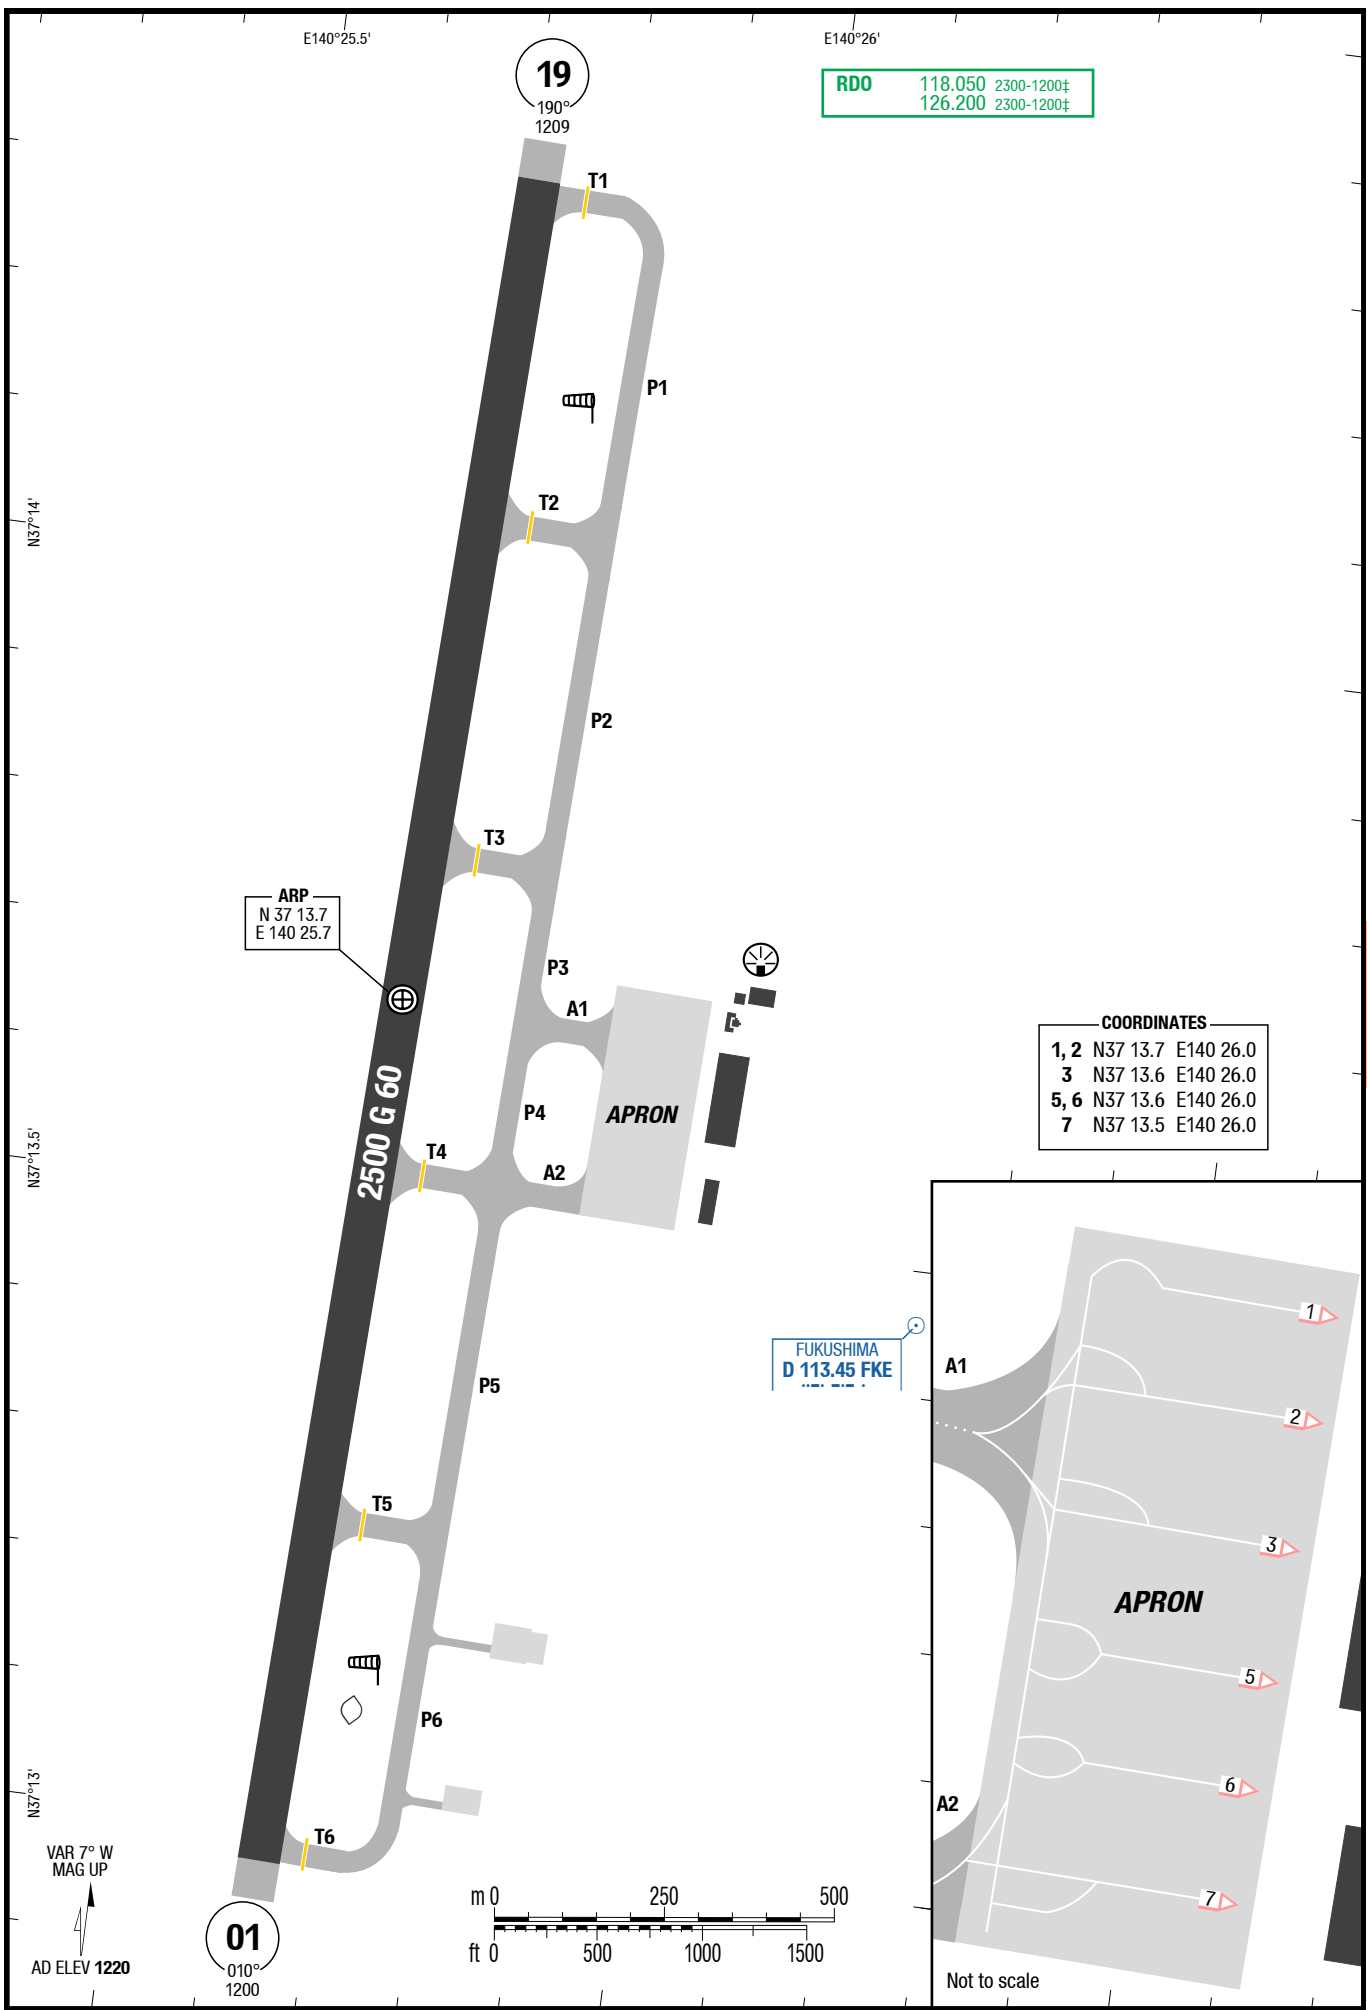 E140°25.5'
E140°26'
19
190°
1209
RDO 118.050 2300-1200‡
126.200 2300-1200‡
T1
P1
N37°14'
T2
P2
T3
ARP
N 37 13.7
E 140 25.7
P3
A1
2500 G 60
P4
APRON
COORDINATES
1, 2 N37 13.7 E140 26.0
3 N37 13.6 E140 26.0
5, 6 N37 13.6 E140 26.0
7 N37 13.5 E140 26.0
N37°13.5'
T4
A2
FUKUSHIMA
D 113.45 FKE
P5
T5
P6
N37°13'
T6
VAR 7° W
MAG UP
AD ELEV 1220
01
010°
1200
m 0 250 500
ft 0 500 1000 1500
A1
1
2
3
APRON
5
6
A2
7
Not to scale